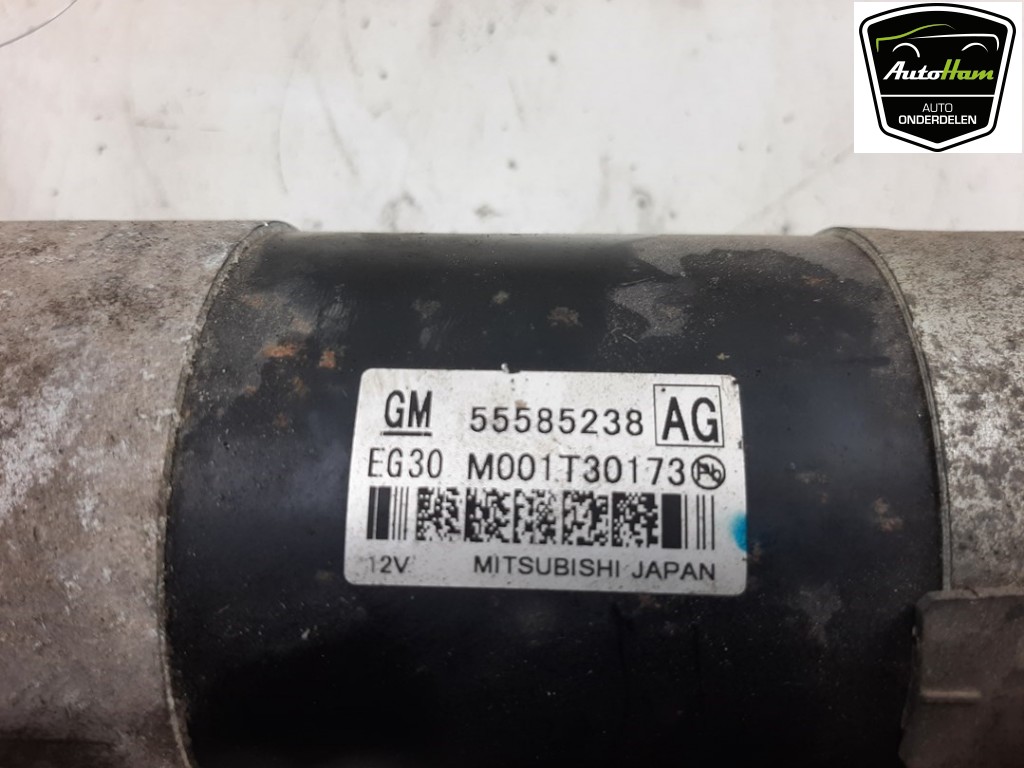 AutoHam
AUTO
ONDERDELEN
GM 55585238 AG
EG30 M001T30173 Pb
12V MITSUBISHI JAPAN